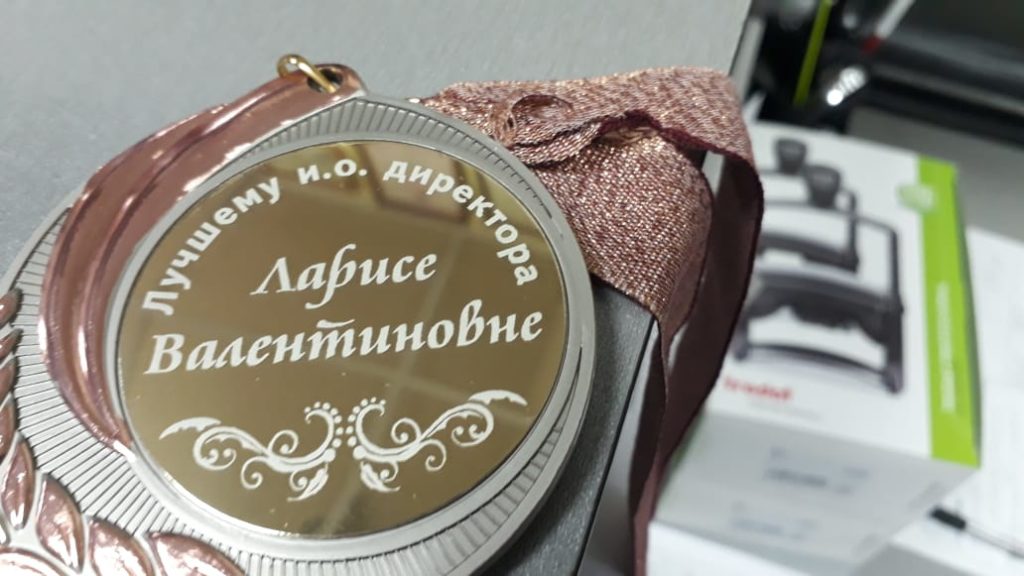 Лучшему и.о. директора
Ларисе
Валентиновне
trodat